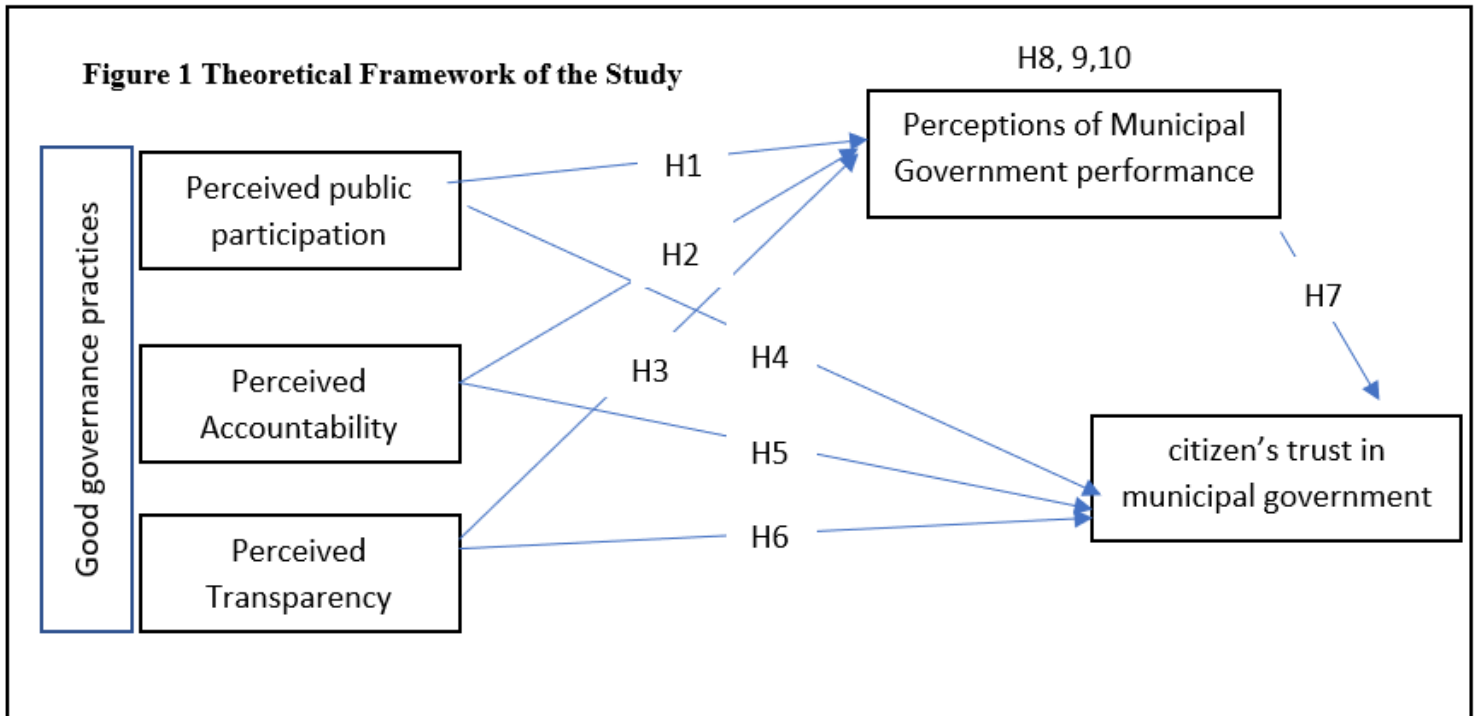 Figure 1 Theoretical Framework of the Study
H8, 9,10
Perceptions of Municipal
Government performance
Good governance practices
Perceived public
participation
H1
H2
H7
Perceived
Accountability
H3
H4
H5
citizen’s trust in
municipal government
Perceived
Transparency
H6